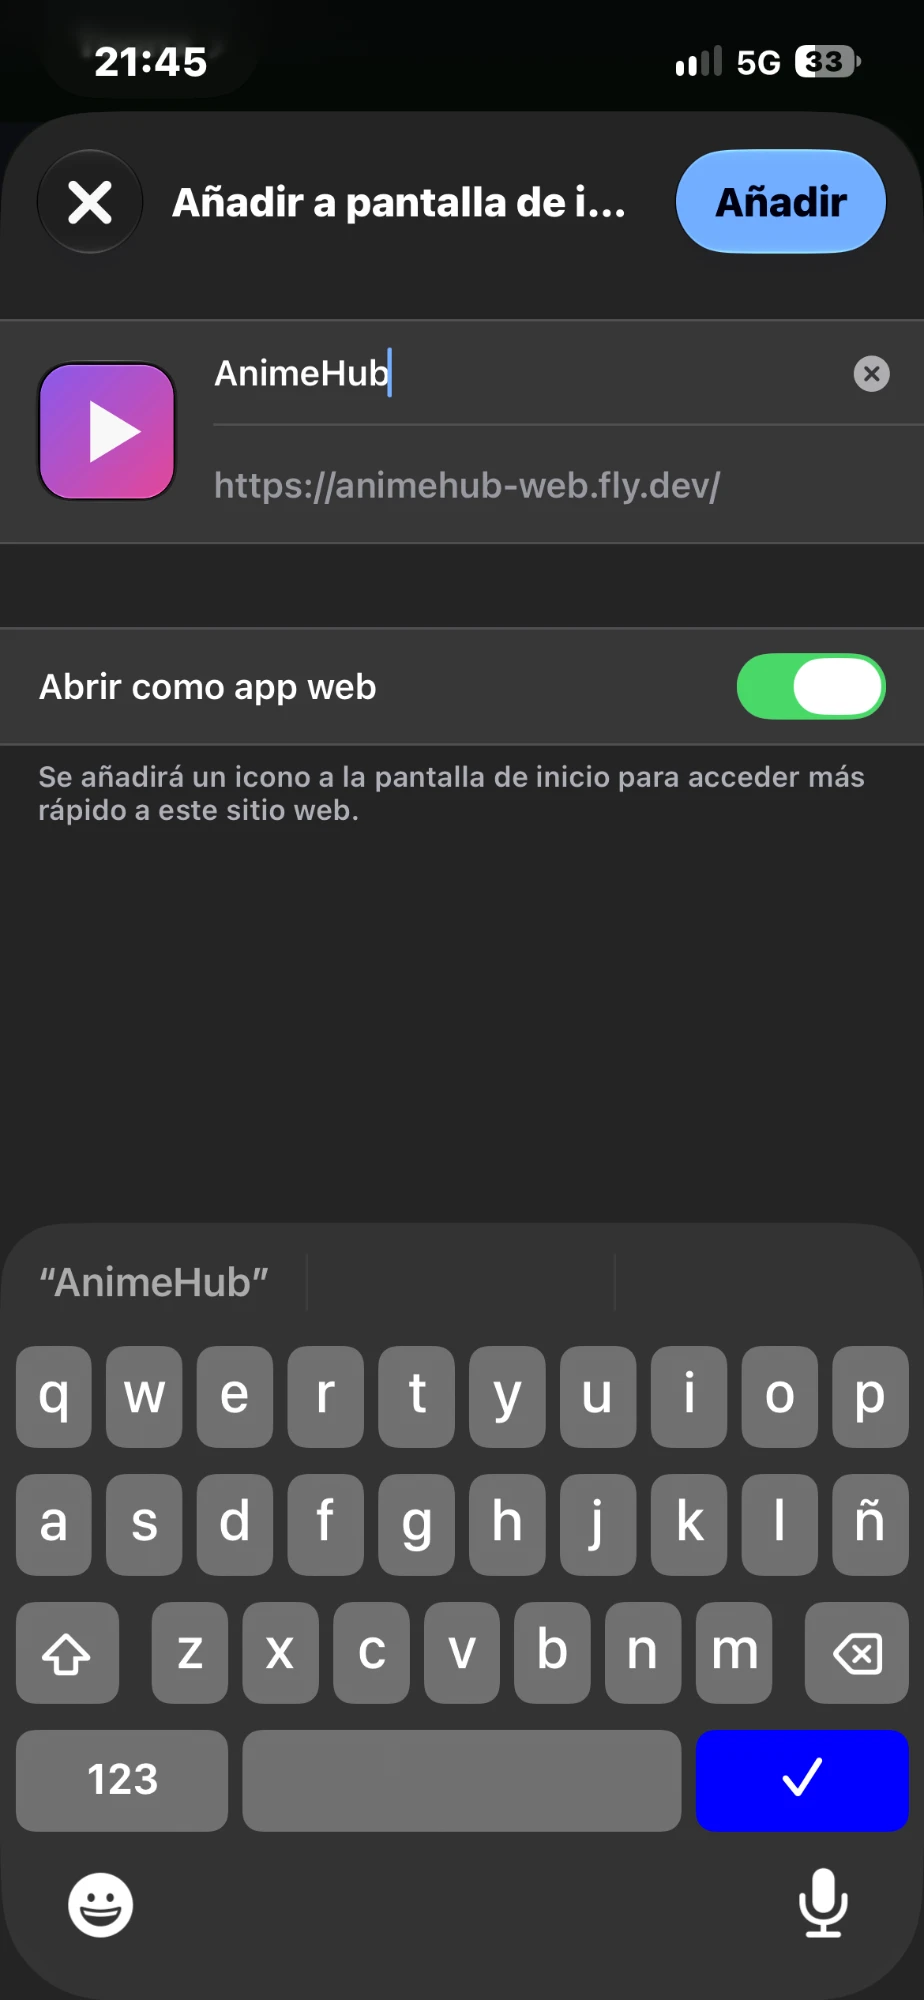 21:45
5G
33
Añadir a pantalla de i...
Añadir
AnimeHub
https://animehub-web.fly.dev/
Abrir como app web
Se añadirá un icono a la pantalla de inicio para acceder más
rápido a este sitio web.
“AnimeHub”
q w e r t y u i o p
a s d f g h j k l ñ
z x c v b n m
123